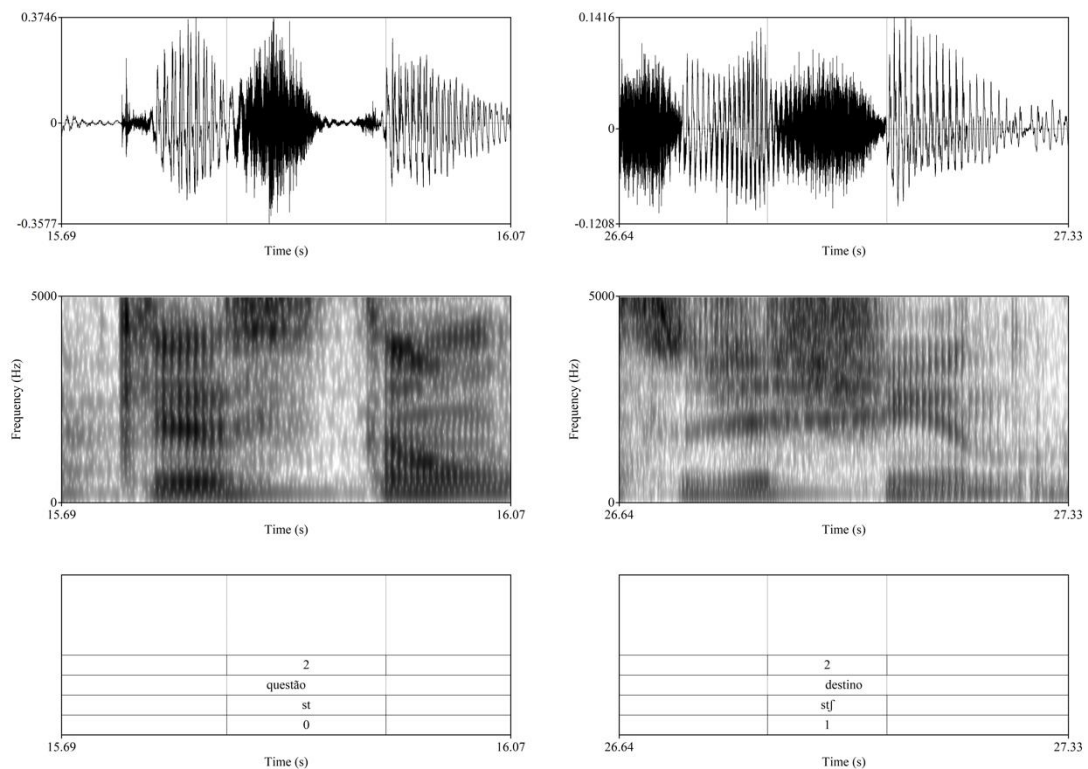 0.3746
0
-0.3577
15.69 16.07
Time (s)
5000
Frequency (Hz)
0
15.69 16.07
Time (s)
2
questão
st
0
15.69 16.07
Time (s)
0.1416
0
-0.1208
26.64 27.33
Time (s)
5000
Frequency (Hz)
0
26.64 27.33
Time (s)
2
destino
stʃ
1
26.64 27.33
Time (s)